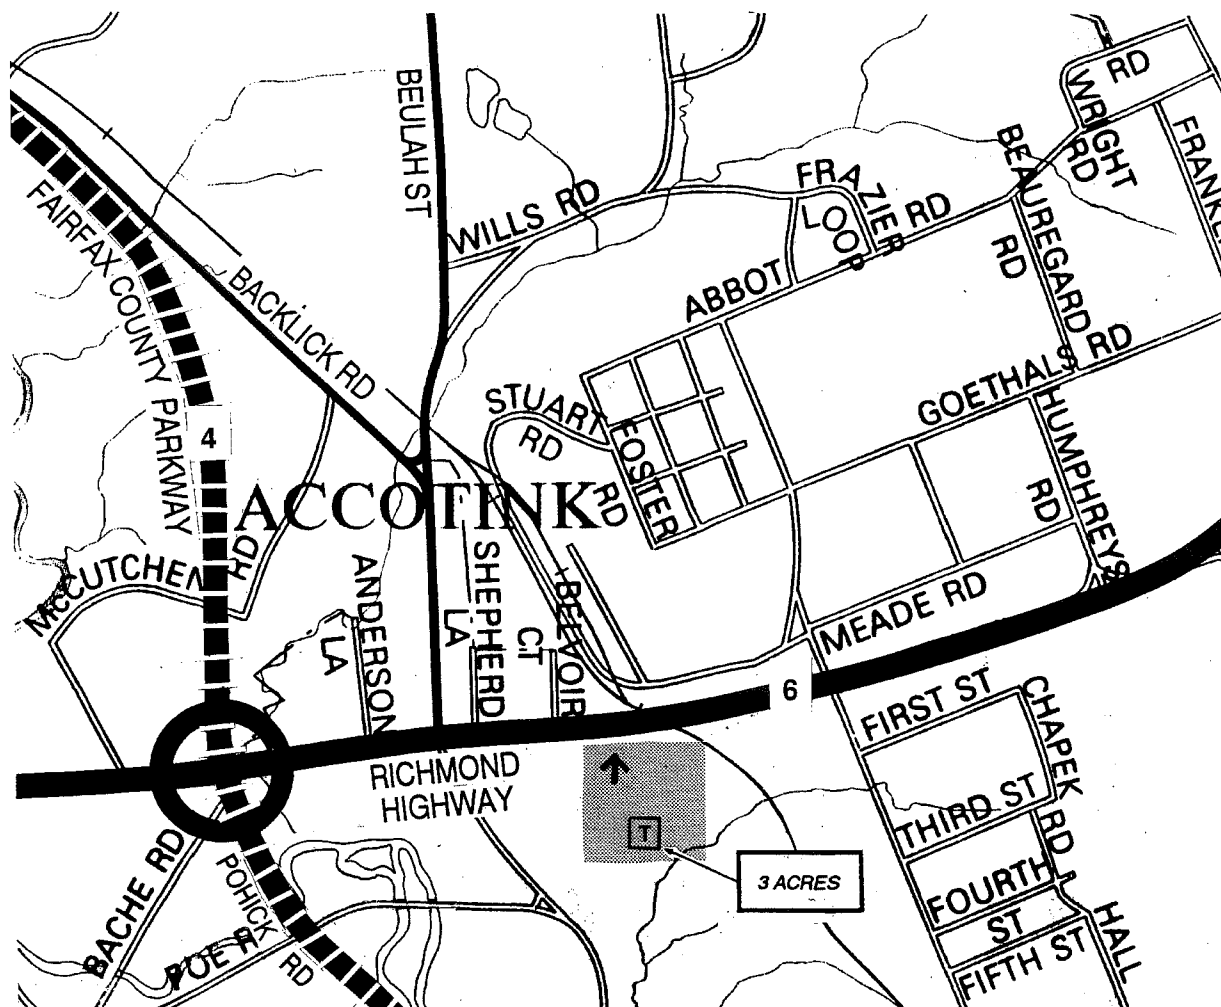 RD
WRIGHT
RD
FRANKL
BEULAH ST
BEAUREGARD
RD
FRAZIER
LOOP
RD
WILLS RD
FAIRFAX COUNTY PARKWAY
BACKLICK RD
ABBOT
GOETHALS RD
STUART
RD
FOSTER
RD
4
HUMPHREYS
RD
ACCOTINK
McCUTCHEN
RD
ANDERSON
LA
SHEPHERD
LA
BELVOIR
CT
MEADE RD
6
FIRST ST
CHAPEK
RD
RICHMOND
HIGHWAY
T
THIRD ST
3 ACRES
BACHE RD
POHICK
RD
FOURTH
ST
POE R
FIFTH ST
HALL